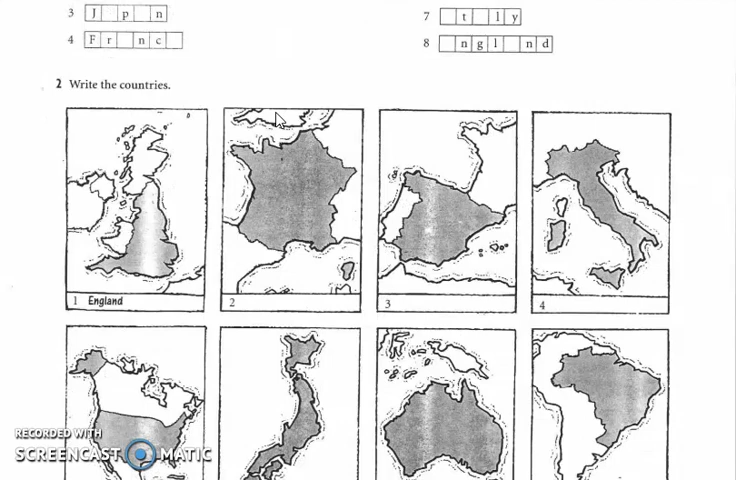 3 J p n
7 t l y
4 F r n c
8 n g l n d
2 Write the countries.
1 England
2
3
4
RECORDED WITH
SCREENCAST MATIC